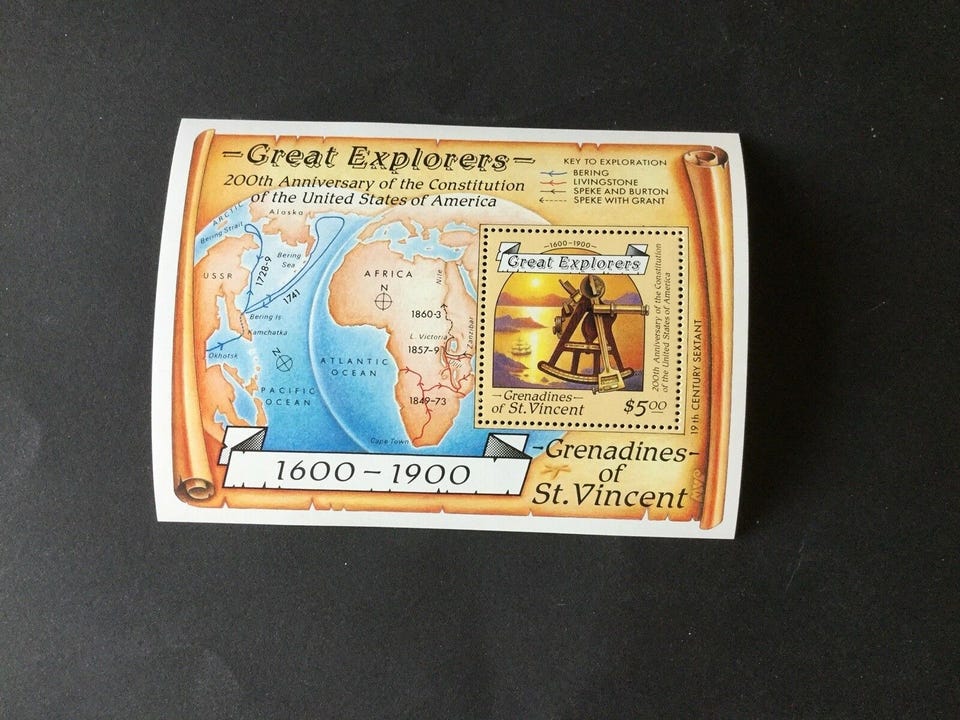 -Great Explorers-
200th Anniversary of the Constitution
of the United States of America
KEY TO EXPLORATION
BERING
LIVINGSTONE
SPEKE AND BURTON
SPEKE WITH GRANT
ARCTIC
Bering Strait
Alaska
USSR
Bering
Sea
1728-9
1741
Bering Is.
Kamchatka
Okhotsk
N
PACIFIC
OCEAN
AFRICA
N
Nile
1860-3
L. Victoria
1857-9
Zanzibar
ATLANTIC
OCEAN
1849-73
Cape Town
-1600-1900-
Great Explorers
200th Anniversary of the Constitution
of the United States of America
-Grenadines-
of St.Vincent
$5.00
19th CENTURY SEXTANT
1600-1900
-Grenadines-
of
St.Vincent